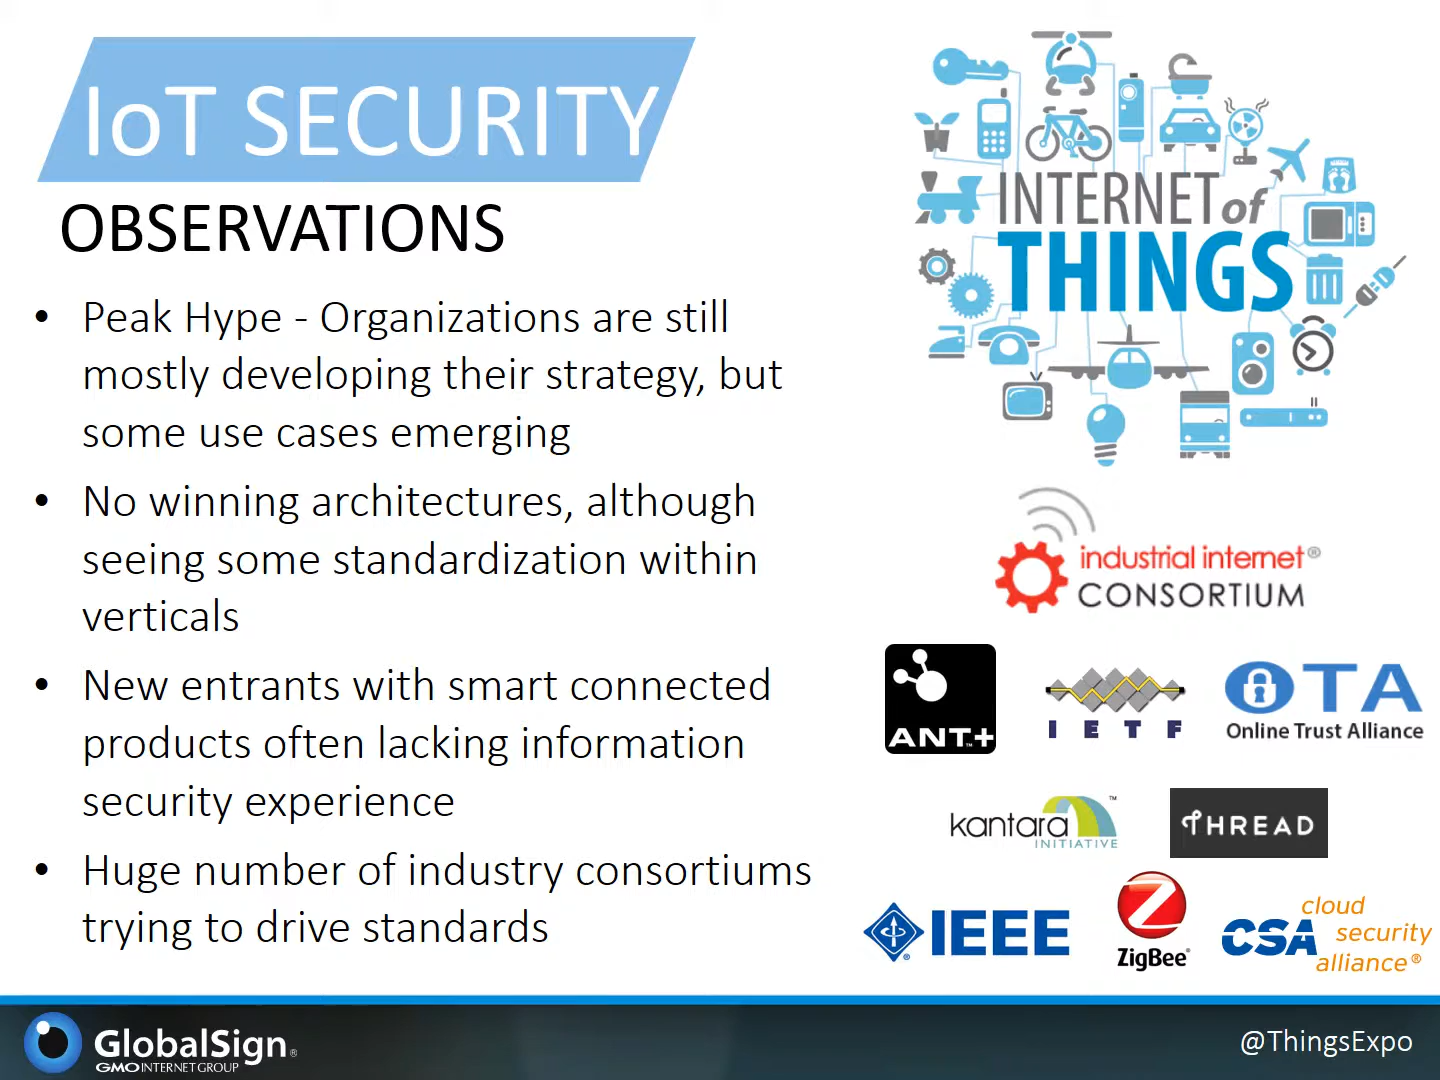 IoT SECURITY
OBSERVATIONS
• Peak Hype - Organizations are still
mostly developing their strategy, but
some use cases emerging
• No winning architectures, although
seeing some standardization within
verticals
• New entrants with smart connected
products often lacking information
security experience
• Huge number of industry consortiums
trying to drive standards
INTERNET of
THINGS
industrial internet®
CONSORTIUM
ANT™+
I E T F
OTA
Online Trust Alliance
kantara™
INITIATIVE
THREAD
IEEE®
Z
ZigBee®
CSA cloud
security
alliance®
GlobalSign®
GMO INTERNET GROUP
@ThingsExpo